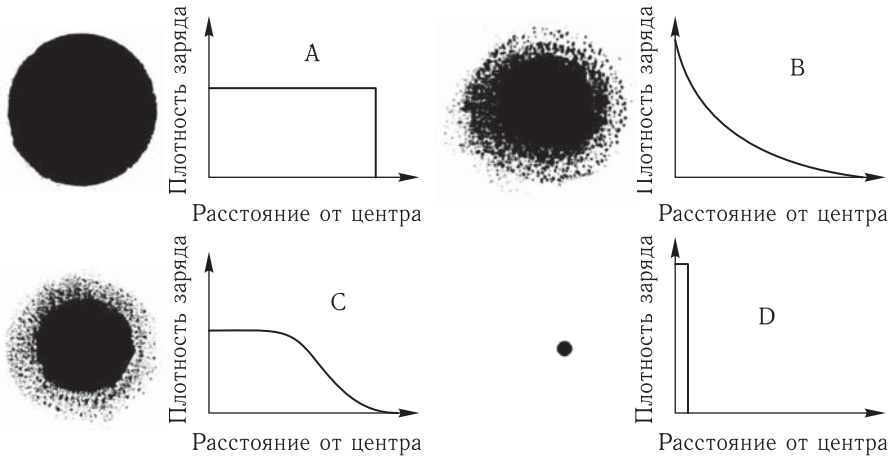 Плотность заряда
A
Расстояние от центра
Плотность заряда
B
Расстояние от центра
Плотность заряда
C
Расстояние от центра
Плотность заряда
D
Расстояние от центра